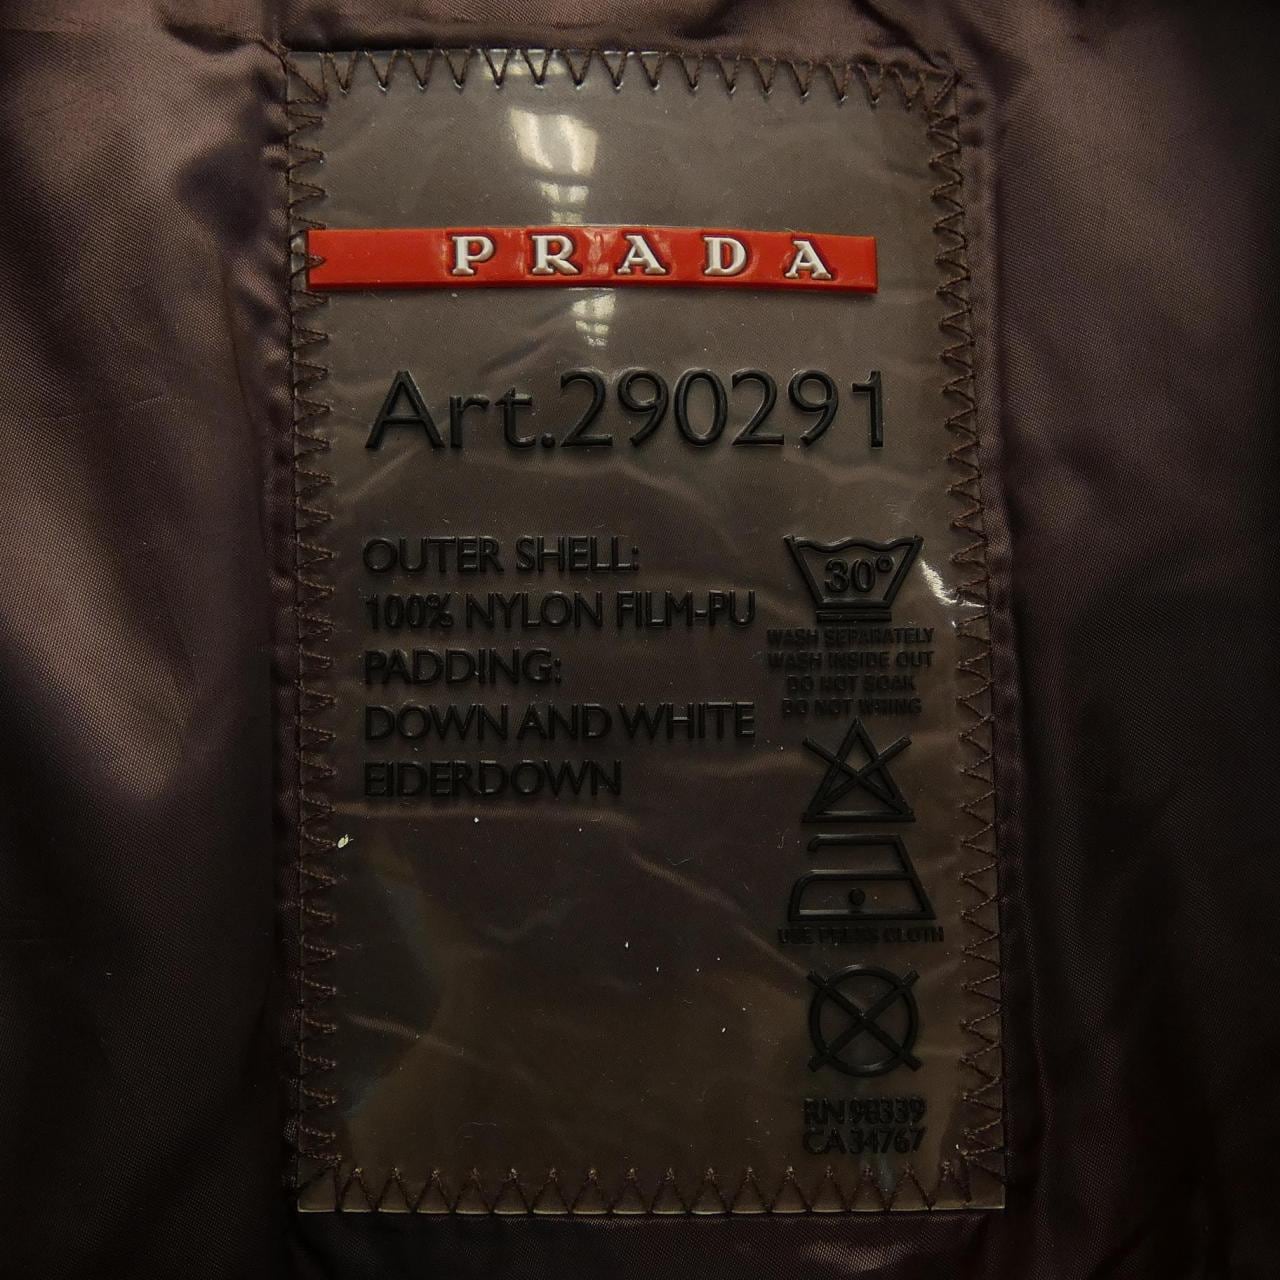 PRADA
Art.290291
OUTER SHELL:
100% NYLON FILM-PU
PADDING:
DOWN AND WHITE
EIDERDOWN
30°
WASH SEPARATELY
WASH INSIDE OUT
DO NOT SOAK
DO NOT WRING
USE PRESS CLOTH
RN 98339
CA 34767